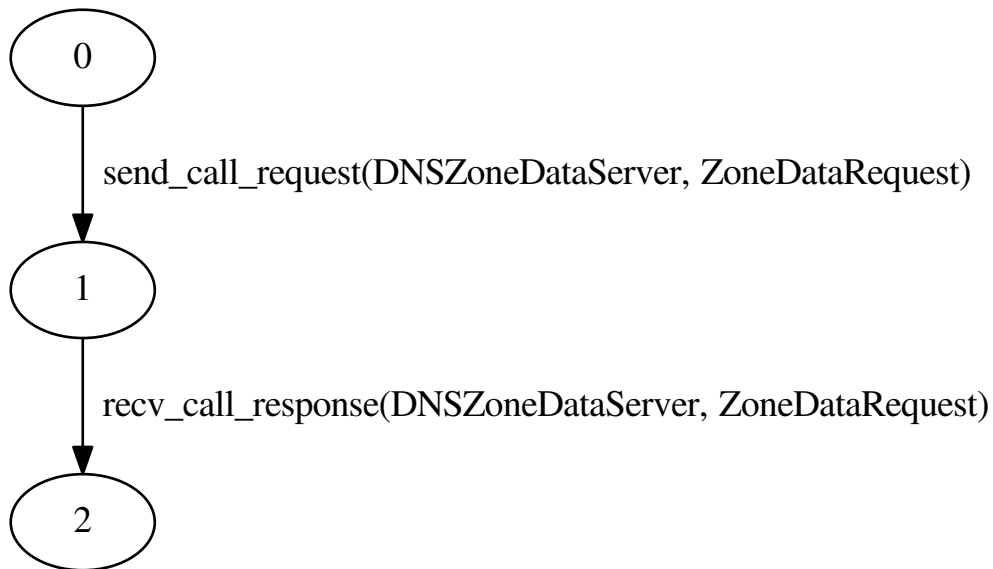 0
send_call_request(DNSZoneDataServer, ZoneDataRequest)
1
recv_call_response(DNSZoneDataServer, ZoneDataRequest)
2